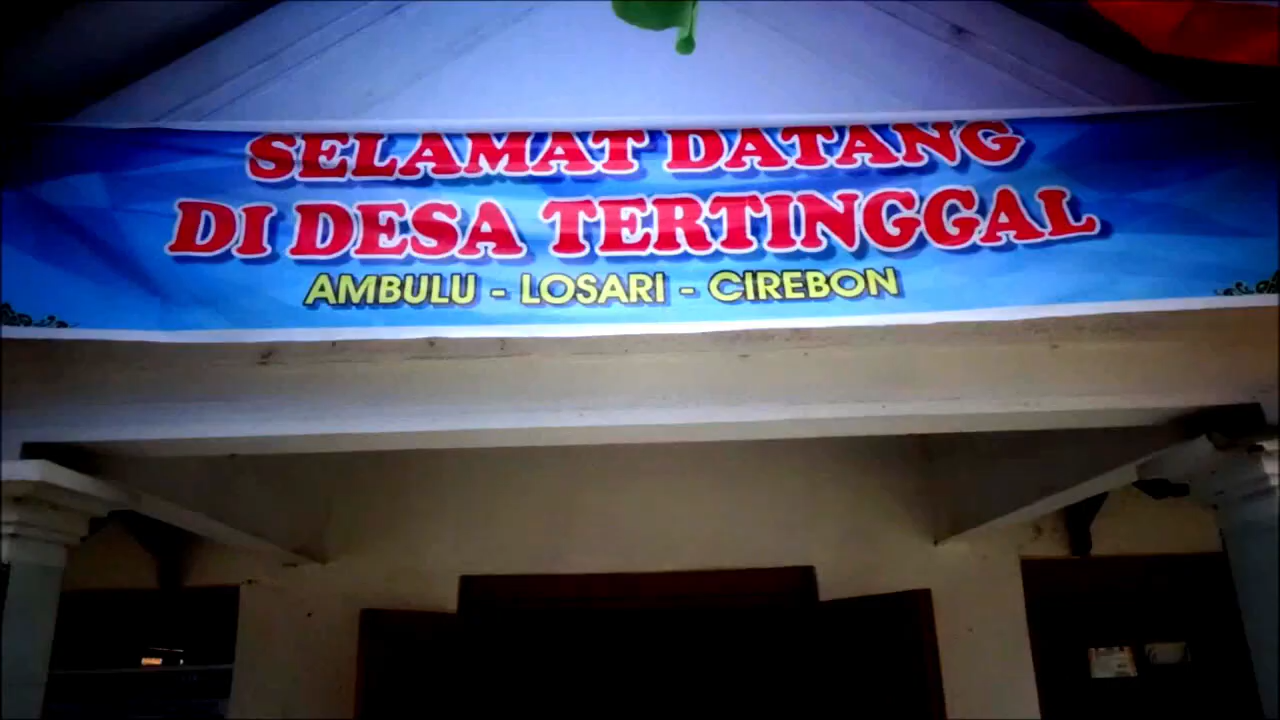 SELAMAT DATANG
DI DESA TERTINGGAL
AMBULU - LOSARI - CIREBON